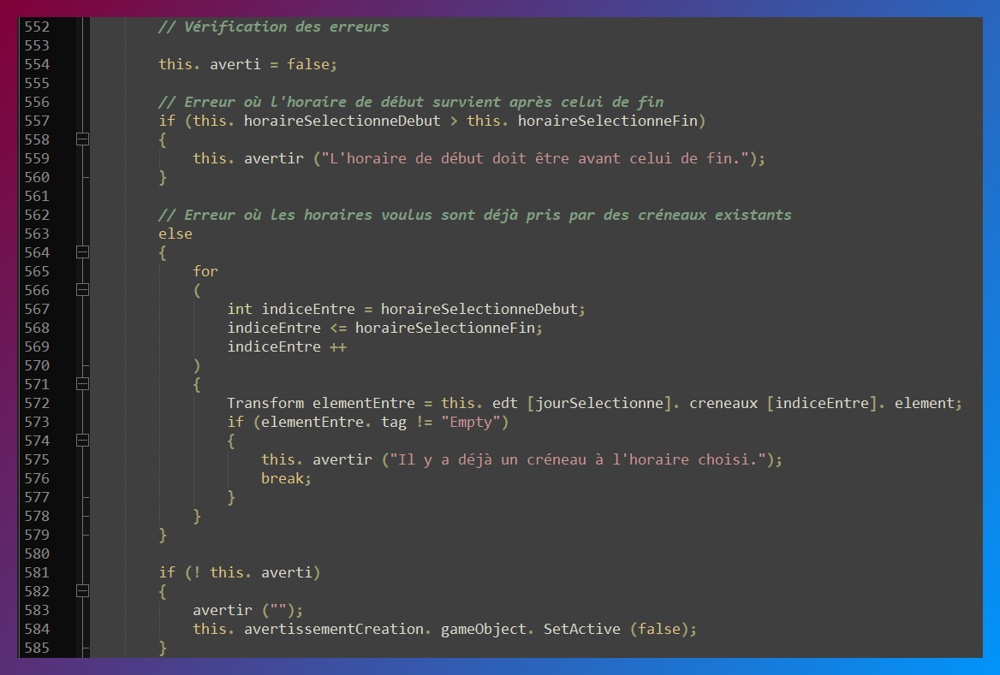 552 // Vérification des erreurs
553
554 this. averti = false;
555
556 // Erreur où l'horaire de début survient après celui de fin
557 if (this. horaireSelectionneDebut > this. horaireSelectionneFin)
558 {
559 this. avertir ("L'horaire de début doit être avant celui de fin.");
560 }
561
562 // Erreur où les horaires voulus sont déjà pris par des créneaux existants
563 else
564 {
565 for
566 (
567 int indiceEntre = horaireSelectionneDebut;
568 indiceEntre <= horaireSelectionneFin;
569 indiceEntre ++
570 )
571 {
572 Transform elementEntre = this. edt [jourSelectionne]. creneaux [indiceEntre]. element;
573 if (elementEntre. tag != "Empty")
574 {
575 this. avertir ("Il y a déjà un créneau à l'horaire choisi.");
576 break;
577 }
578 }
579 }
580
581 if (! this. averti)
582 {
583 avertir ("");
584 this. avertissementCreation. gameObject. SetActive (false);
585 }